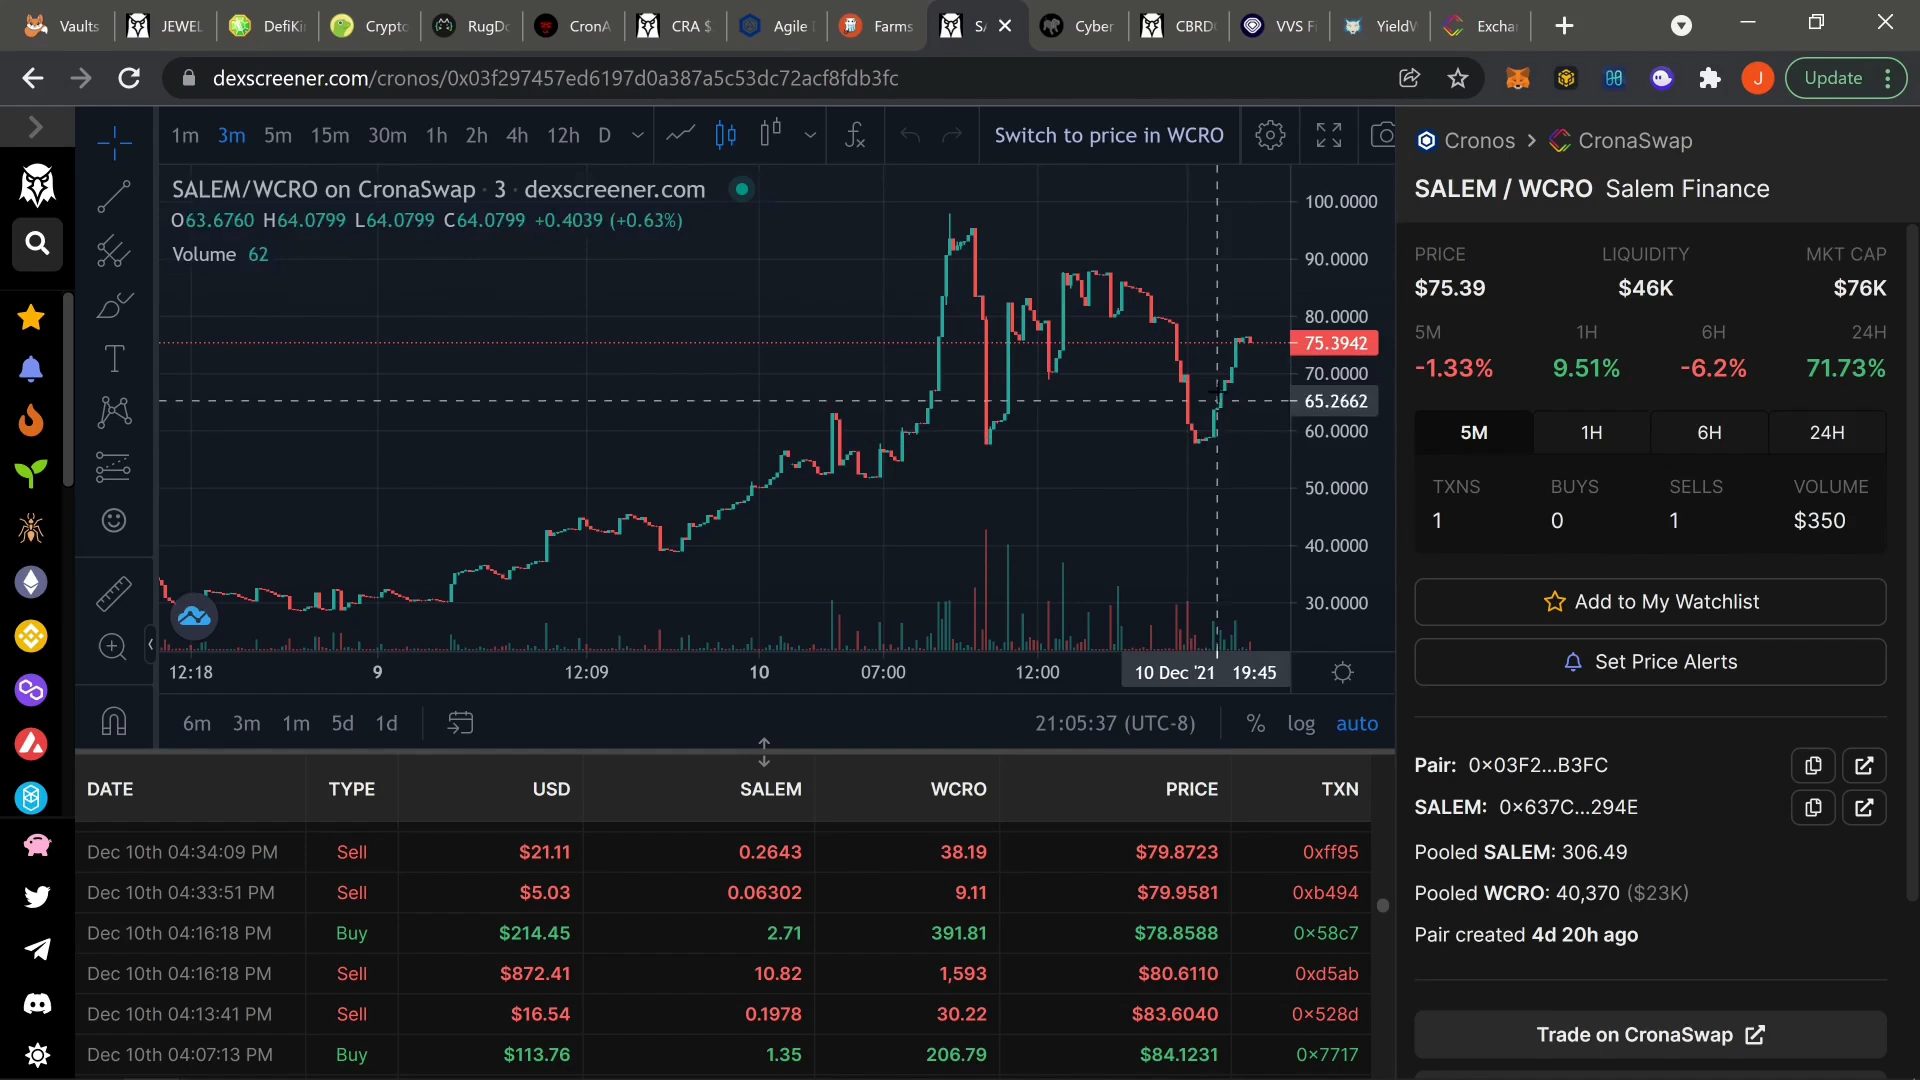 Vaults JEWEL DefiKi Crypto RugD CronA CRA $ Agile Farms S Cyber CBRD VVS F Yield Excha
dexscreener.com/cronos/0x03f297457ed6197d0a387a5c53dc72acf8fdb3fc
J Update
1m 3m 5m 15m 30m 1h 2h 4h 12h D Switch to price in WCRO
SALEM/WCRO on CronaSwap · 3 · dexscreener.com
O63.6760 H64.0799 L64.0799 C64.0799 +0.4039 (+0.63%)
Volume 62
100.0000
90.0000
80.0000
75.3942
70.0000
65.2662
60.0000
50.0000
40.0000
30.0000
12:18 9 12:09 10 07:00 12:00 10 Dec '21 19:45
6m 3m 1m 5d 1d 21:05:37 (UTC-8) % log auto
DATE TYPE USD SALEM WCRO PRICE TXN
Dec 10th 04:34:09 PM Sell $21.11 0.2643 38.19 $79.8723 0xff95
Dec 10th 04:33:51 PM Sell $5.03 0.06302 9.11 $79.9581 0xb494
Dec 10th 04:16:18 PM Buy $214.45 2.71 391.81 $78.8588 0x58c7
Dec 10th 04:16:18 PM Sell $872.41 10.82 1,593 $80.6110 0xd5ab
Dec 10th 04:13:41 PM Sell $16.54 0.1978 30.22 $83.6040 0x528d
Dec 10th 04:07:13 PM Buy $113.76 1.35 206.79 $84.1231 0x7717
Cronos > CronaSwap
SALEM / WCRO Salem Finance
PRICE LIQUIDITY MKT CAP
$75.39 $46K $76K
5M 1H 6H 24H
-1.33% 9.51% -6.2% 71.73%
5M 1H 6H 24H
TXNS BUYS SELLS VOLUME
1 0 1 $350
Add to My Watchlist
Set Price Alerts
Pair: 0x03F2...B3FC
SALEM: 0x637C...294E
Pooled SALEM: 306.49
Pooled WCRO: 40,370 ($23K)
Pair created 4d 20h ago
Trade on CronaSwap